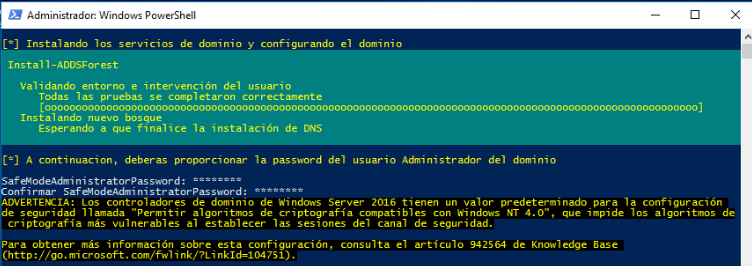 Administrador: Windows PowerShell
[*] Instalando los servicios de dominio y configurando el dominio
Install-ADDSForest
Validando entorno e intervención del usuario
Todas las pruebas se completaron correctamente
[oooooooooooooooooooooooooooooooooooooooooooooooooooooooooooooooooooooooooooooooooooooooooooooooooooooooooooooo]
Instalando nuevo bosque
Esperando a que finalice la instalación de DNS
[*] A continuacion, deberas proporcionar la password del usuario Administrador del dominio
SafeModeAdministratorPassword: ********
Confirmar SafeModeAdministratorPassword: ********
ADVERTENCIA: Los controladores de dominio de Windows Server 2016 tienen un valor predeterminado para la configuración
de seguridad llamada "Permitir algoritmos de criptografía compatibles con Windows NT 4.0", que impide los algoritmos de
criptografía más vulnerables al establecer las sesiones del canal de seguridad.
Para obtener más información sobre esta configuración, consulta el artículo 942564 de Knowledge Base
(http://go.microsoft.com/fwlink/?LinkId=104751).